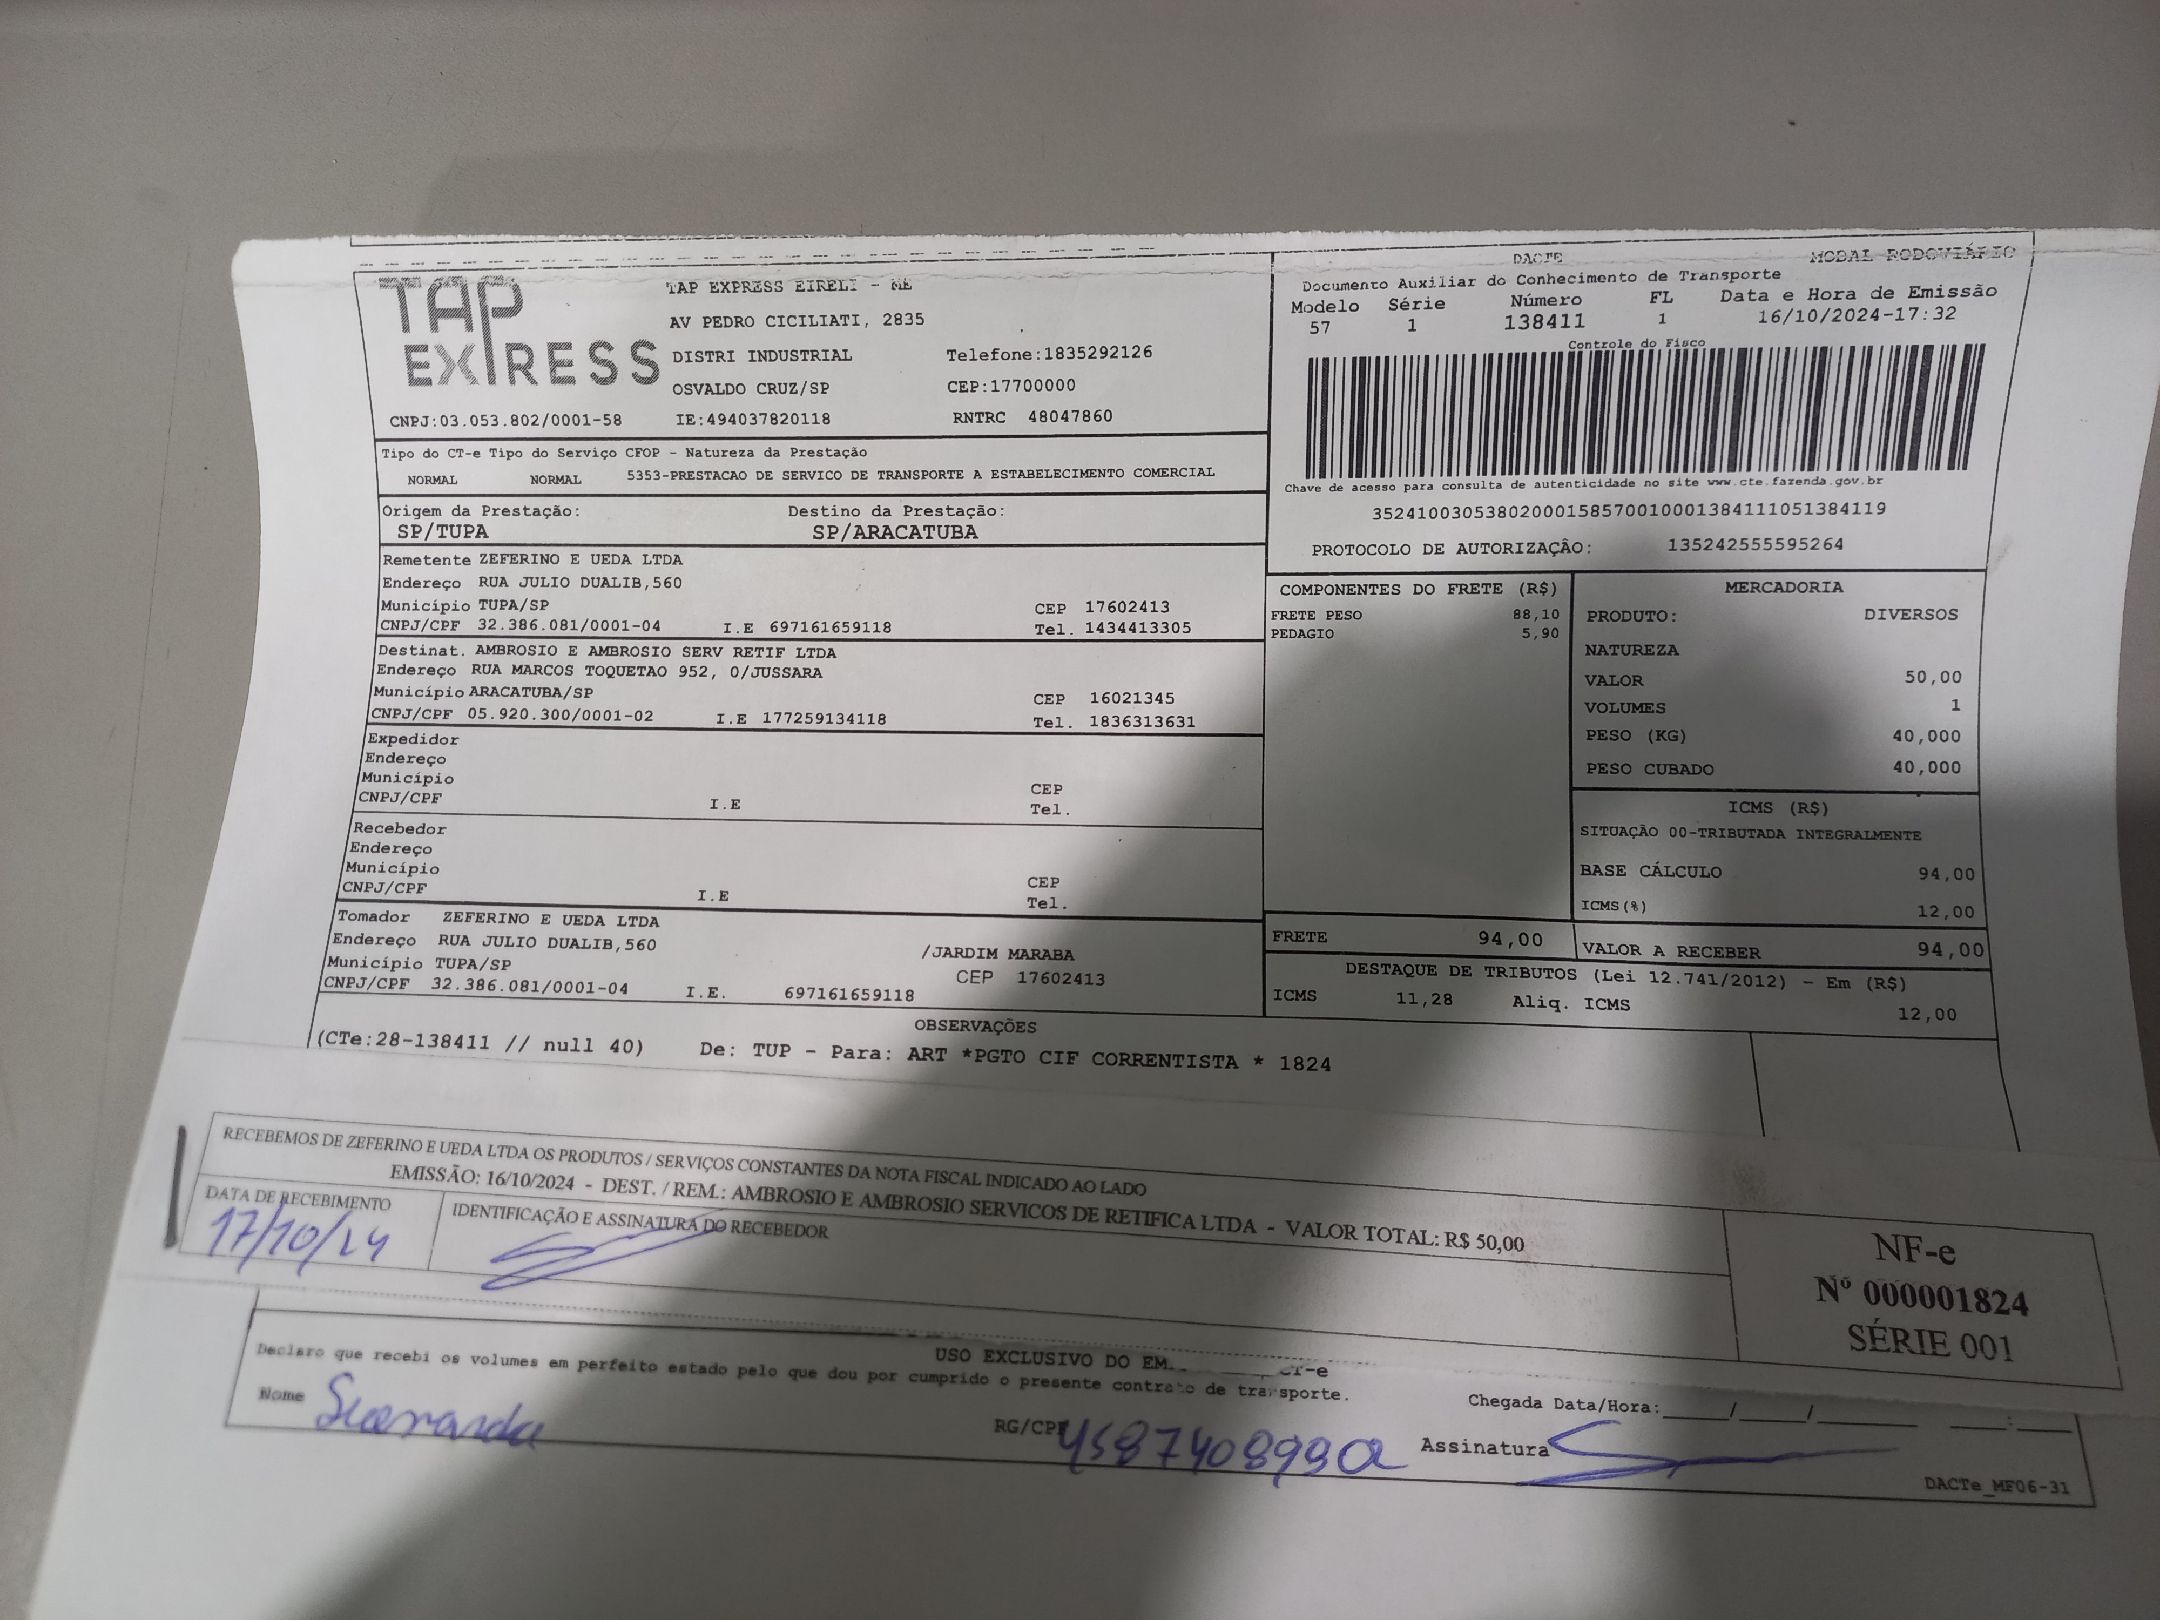 TAP EXPRESS
TAP EXPRESS EIRELI - ME
AV PEDRO CICILIATI, 2835
DISTRI INDUSTRIAL Telefone:1835292126
OSVALDO CRUZ/SP CEP:17700000
CNPJ:03.053.802/0001-58 IE:494037820118 RNTRC 48047860
DACTE MODAL RODOVIÁRIO
Documento Auxiliar do Conhecimento de Transporte
Modelo Série Número FL Data e Hora de Emissão
57 1 138411 1 16/10/2024-17:32
Controle do Fisco
Chave de acesso para consulta de autenticidade no site www.cte.fazenda.gov.br
35241003053802000158570010001384111051384119
PROTOCOLO DE AUTORIZAÇÃO: 135242555595264
Tipo do CT-e Tipo do Serviço CFOP - Natureza da Prestação
NORMAL NORMAL 5353-PRESTACAO DE SERVICO DE TRANSPORTE A ESTABELECIMENTO COMERCIAL
Origem da Prestação: Destino da Prestação:
SP/TUPA SP/ARACATUBA
Remetente ZEFERINO E UEDA LTDA
Endereço RUA JULIO DUALIB,560
Município TUPA/SP CEP 17602413
CNPJ/CPF 32.386.081/0001-04 I.E 697161659118 Tel. 1434413305
Destinat. AMBROSIO E AMBROSIO SERV RETIF LTDA
Endereço RUA MARCOS TOQUETAO 952, 0/JUSSARA
Município ARACATUBA/SP CEP 16021345
CNPJ/CPF 05.920.300/0001-02 I.E 177259134118 Tel. 1836313631
Expedidor
Endereço
Município CEP
CNPJ/CPF I.E Tel.
Recebedor
Endereço
Município CEP
CNPJ/CPF I.E Tel.
Tomador ZEFERINO E UEDA LTDA
Endereço RUA JULIO DUALIB,560 /JARDIM MARABA
Município TUPA/SP CEP 17602413
CNPJ/CPF 32.386.081/0001-04 I.E. 697161659118
COMPONENTES DO FRETE (R$)
FRETE PESO 88,10
PEDAGIO 5,90
MERCADORIA
PRODUTO: DIVERSOS
NATUREZA
VALOR 50,00
VOLUMES 1
PESO (KG) 40,000
PESO CUBADO 40,000
ICMS (R$)
SITUAÇÃO 00-TRIBUTADA INTEGRALMENTE
BASE CÁLCULO 94,00
ICMS(%) 12,00
FRETE 94,00 VALOR A RECEBER 94,00
DESTAQUE DE TRIBUTOS (Lei 12.741/2012) - Em (R$)
ICMS 11,28 Aliq. ICMS 12,00
OBSERVAÇÕES
(CTe:28-138411 // null 40) De: TUP - Para: ART *PGTO CIF CORRENTISTA * 1824
RECEBEMOS DE ZEFERINO E UEDA LTDA OS PRODUTOS / SERVIÇOS CONSTANTES DA NOTA FISCAL INDICADO AO LADO
EMISSÃO: 16/10/2024 - DEST. / REM.: AMBROSIO E AMBROSIO SERVICOS DE RETIFICA LTDA - VALOR TOTAL: R$ 50,00
DATA DE RECEBIMENTO IDENTIFICAÇÃO E ASSINATURA DO RECEBEDOR
17/10/24
NF-e
Nº 000001824
SÉRIE 001
USO EXCLUSIVO DO EM CT-e
Declaro que recebi os volumes em perfeito estado pelo que dou por cumprido o presente contrato de transporte.
Nome RG/CPF Assinatura
Chegada Data/Hora:____/____/______ ___:___
DACTe_MF06-31